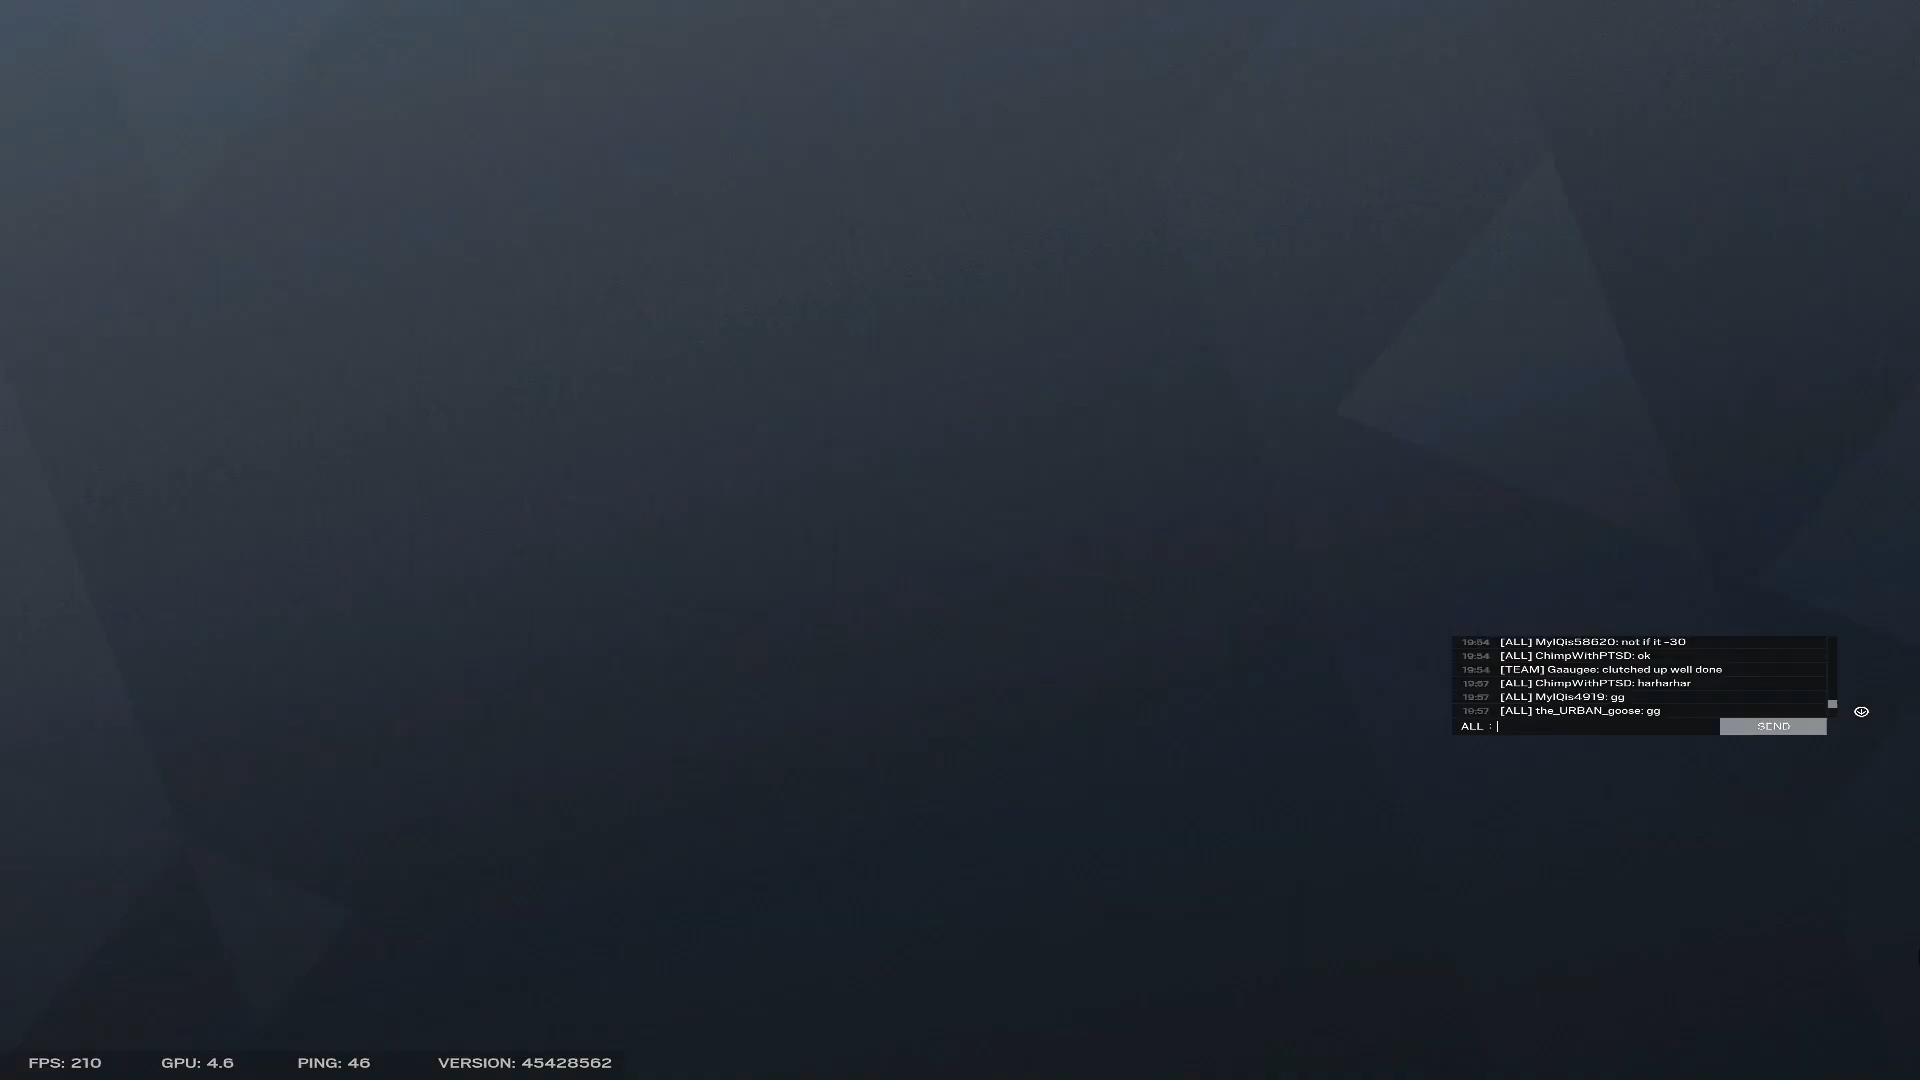 19:54 [ALL] MyIQis58620: not if it -30
19:54 [ALL] ChimpWithPTSD: ok
19:54 [TEAM] Gaaugee: clutched up well done
19:57 [ALL] ChimpWithPTSD: harharhar
19:57 [ALL] MyIQis4919: gg
19:57 [ALL] the_URBAN_goose: gg
ALL : SEND
FPS: 210 GPU: 4.6 PING: 46 VERSION: 45428562